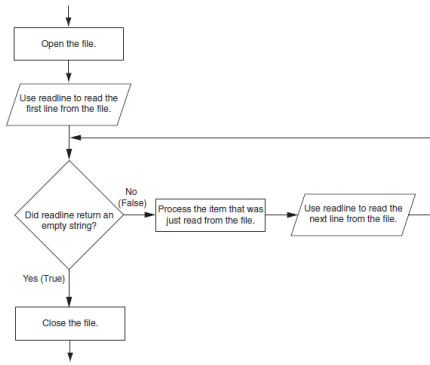 Open the file.
Use readline to read the
first line from the file.
Did readline return an
empty string?
No
(False)
Process the item that was
just read from the file.
Use readline to read the
next line from the file.
Yes (True)
Close the file.